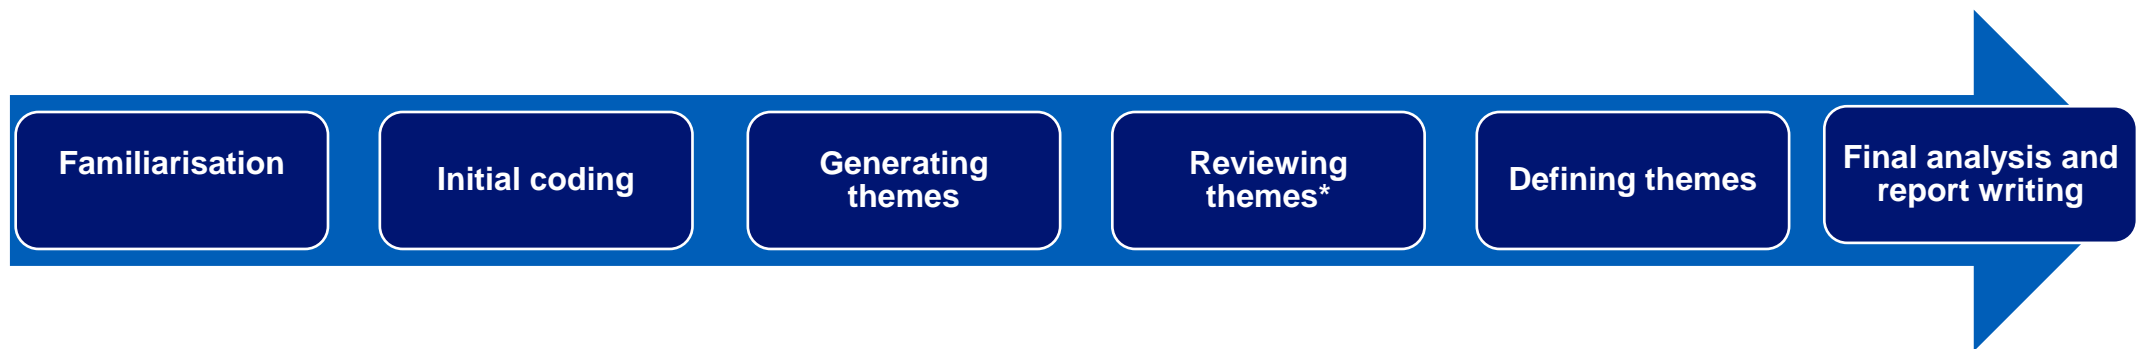 Familiarisation
Initial coding
Generating
themes
Reviewing
themes*
Defining themes
Final analysis and
report writing